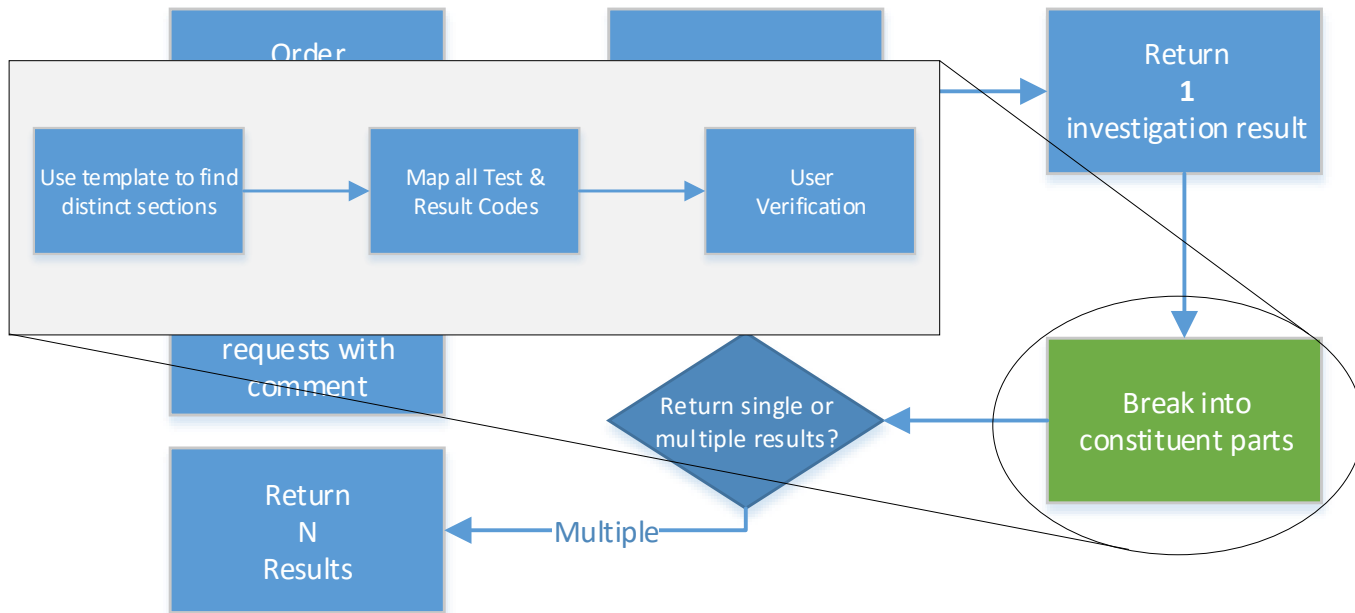 Order
Return
1
investigation result
Use template to find
distinct sections
Map all Test &
Result Codes
User
Verification
requests with
comment
Return single or
multiple results?
Break into
constituent parts
Return
N
Results
Multiple